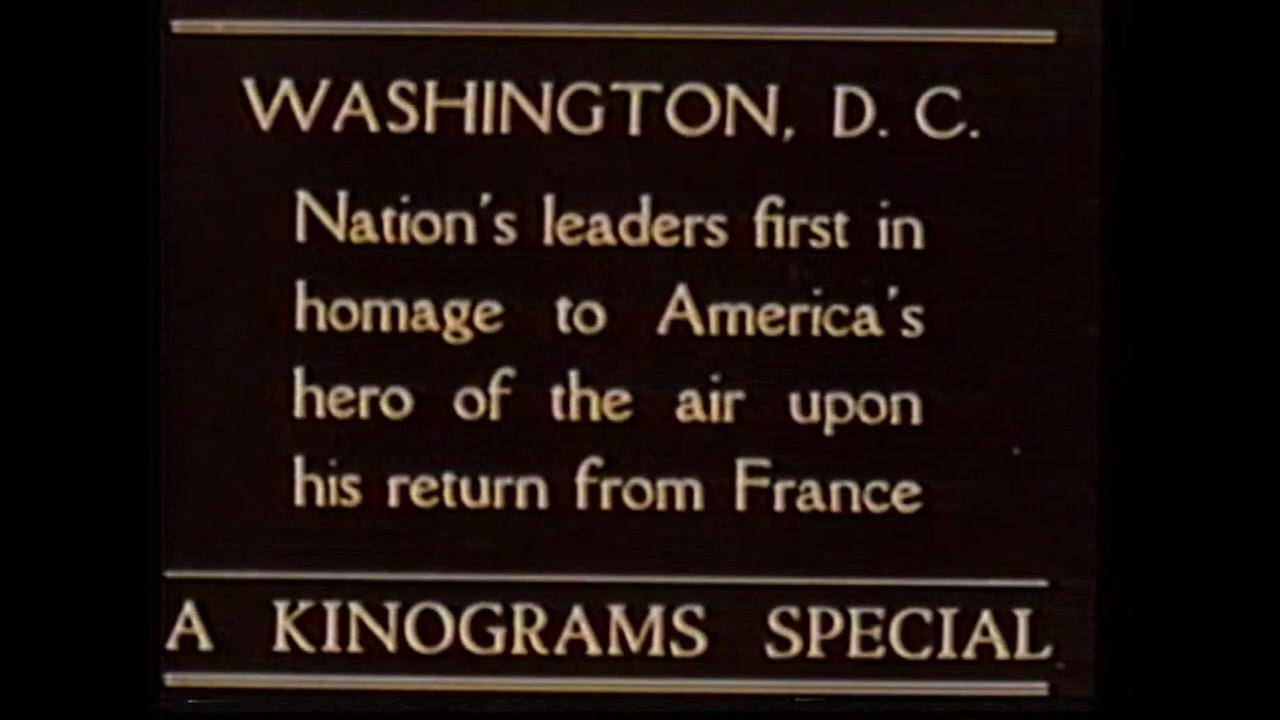 WASHINGTON, D. C.
Nation's leaders first in
homage to America's
hero of the air upon
his return from France
A KINOGRAMS SPECIAL